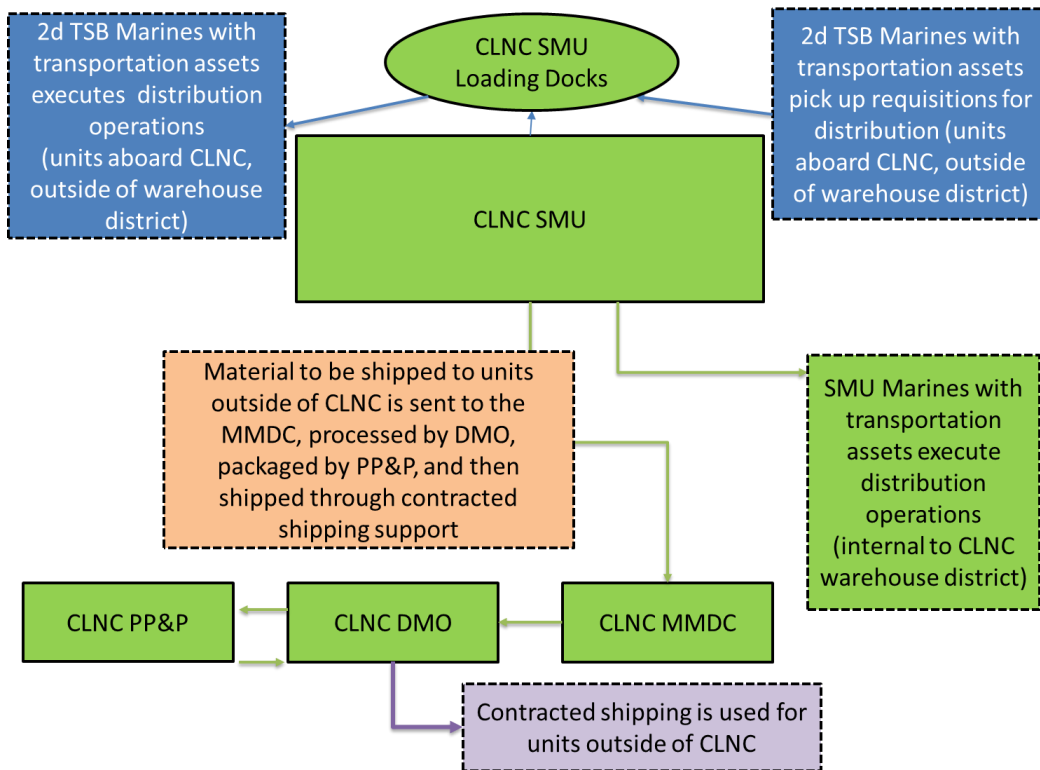 2d TSB Marines with
transportation assets
executes distribution
operations
(units aboard CLNC,
outside of warehouse
district)
CLNC SMU
Loading Docks
2d TSB Marines with
transportation assets
pick up requisitions for
distribution (units
aboard CLNC, outside
of warehouse district)
CLNC SMU
Material to be shipped to units
outside of CLNC is sent to the
MMDC, processed by DMO,
packaged by PP&P, and then
shipped through contracted
shipping support
SMU Marines with
transportation
assets execute
distribution
operations
(internal to CLNC
warehouse district)
CLNC PP&P
CLNC DMO
CLNC MMDC
Contracted shipping is used for
units outside of CLNC